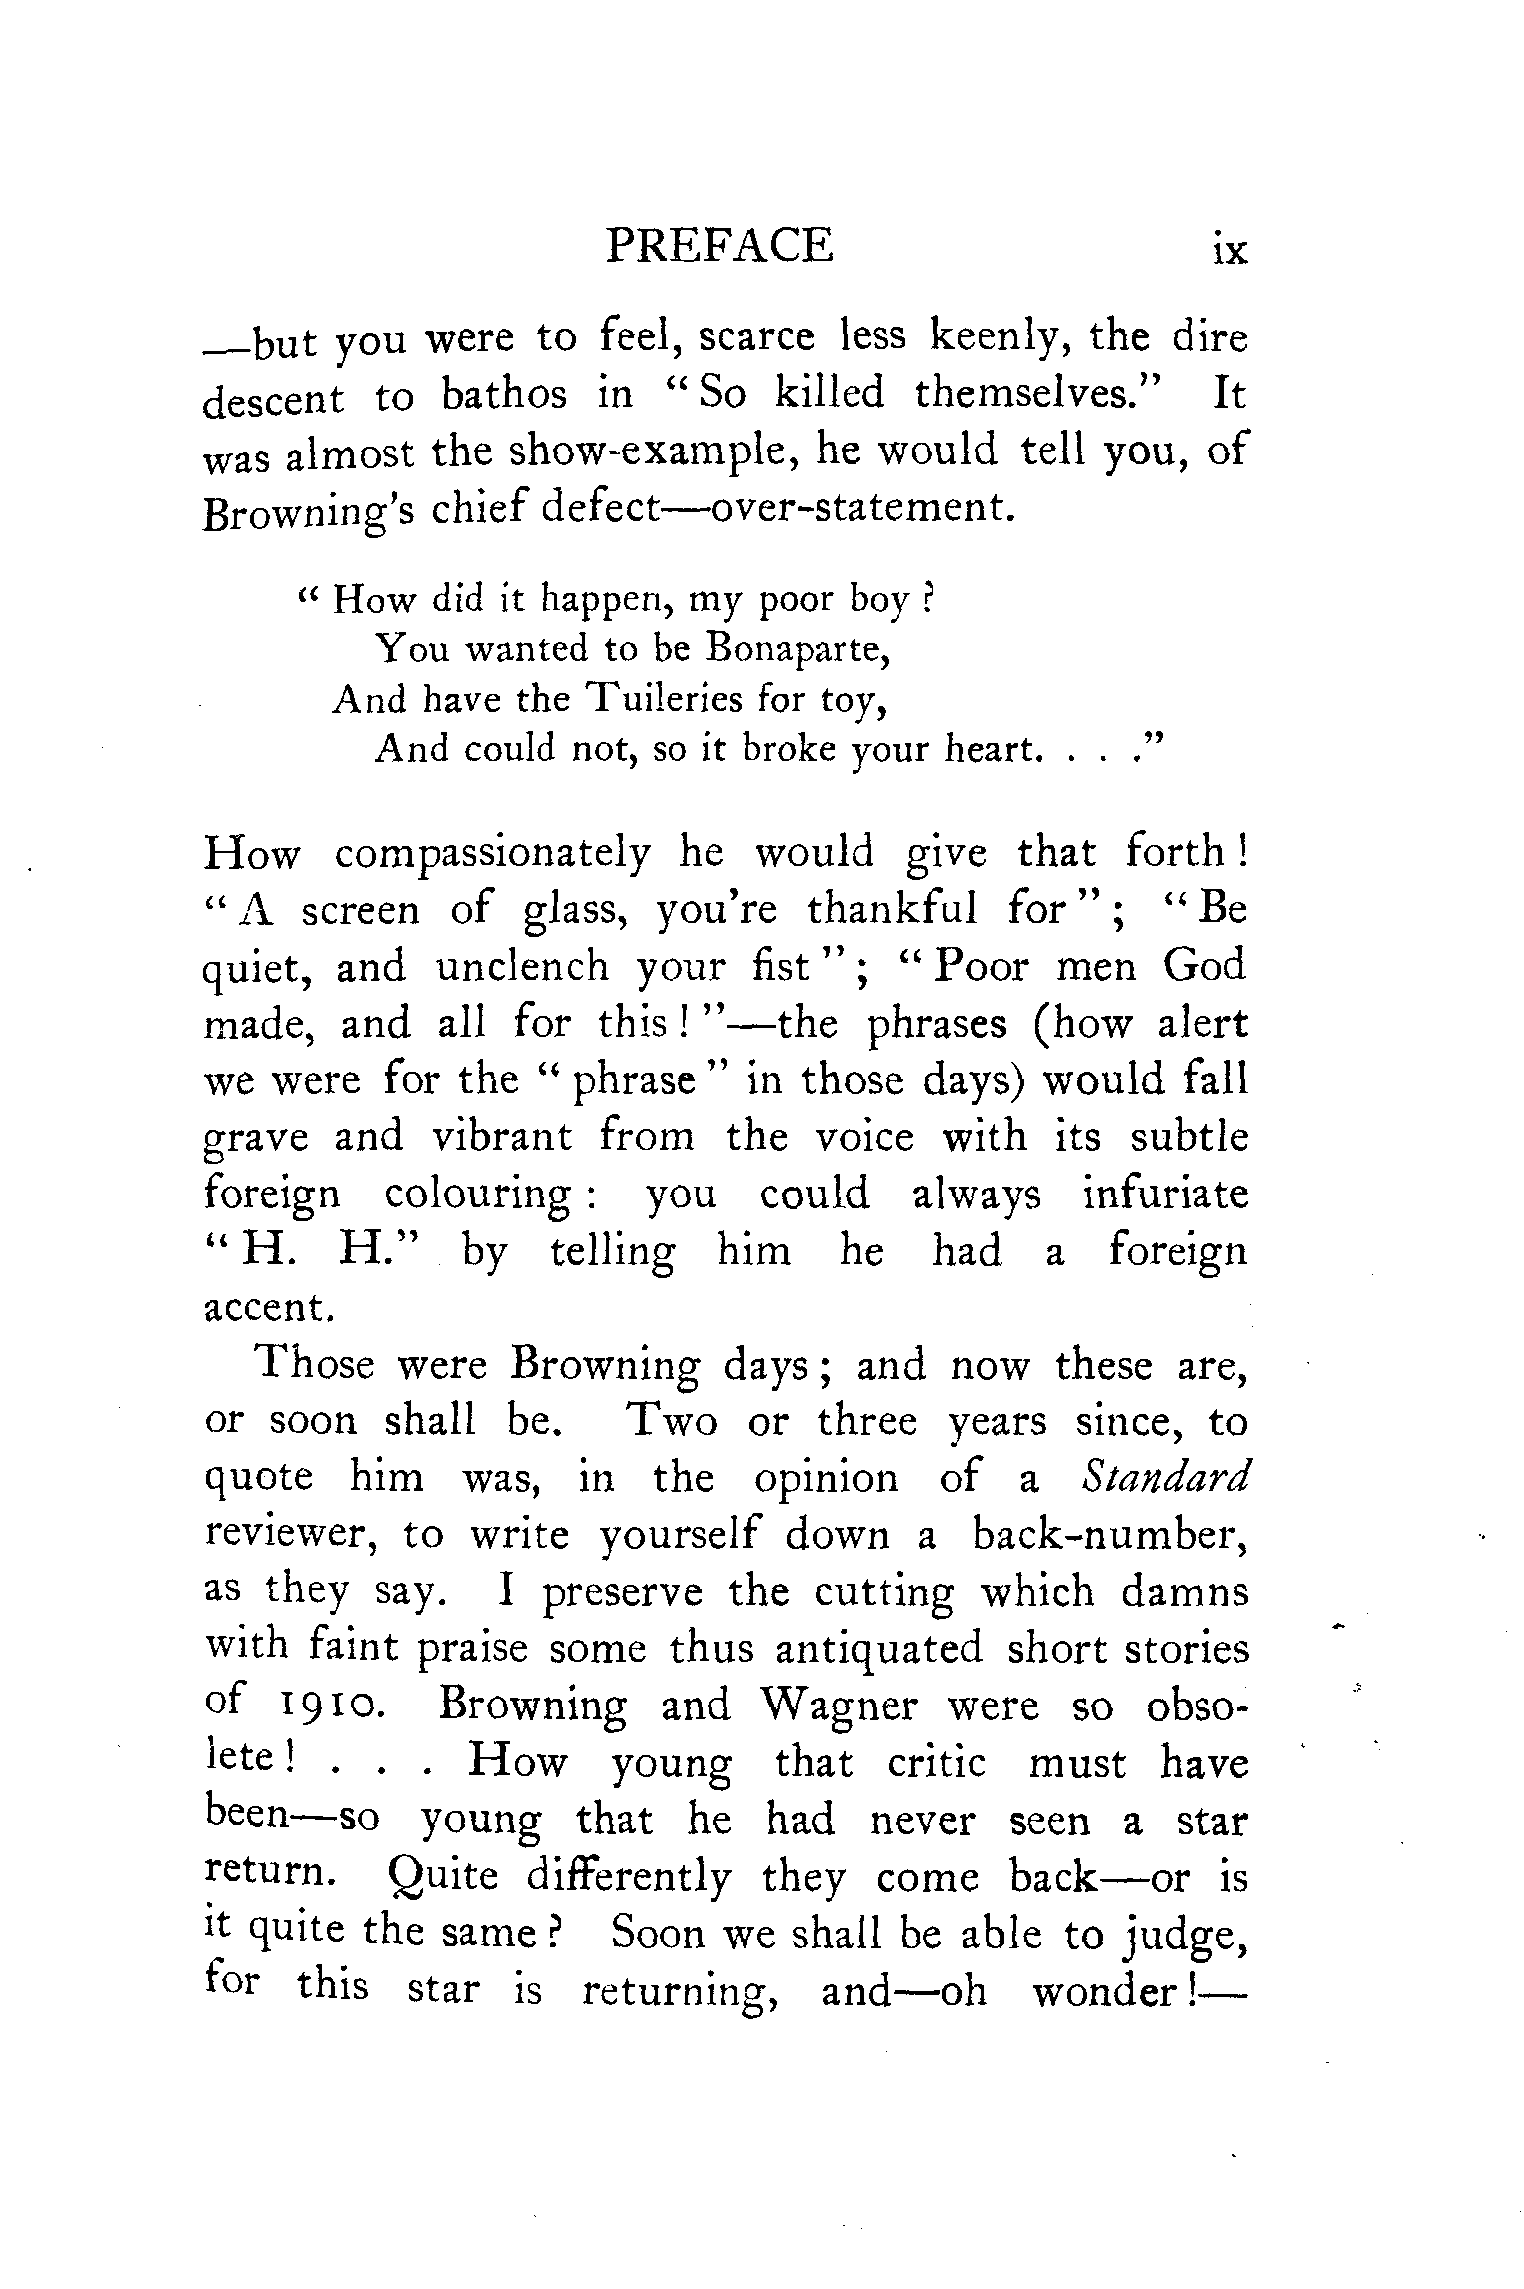 PREFACE ix
—but you were to feel, scarce less keenly, the dire
descent to bathos in “ So killed themselves.” It
was almost the show-example, he would tell you, of
Browning's chief defect—over-statement.
“ How did it happen, my poor boy ?
You wanted to be Bonaparte,
And have the Tuileries for toy,
And could not, so it broke your heart. . . .”
How compassionately he would give that forth !
“ A screen of glass, you're thankful for ” ; “ Be
quiet, and unclench your fist ” ; “ Poor men God
made, and all for this ! ”—the phrases (how alert
we were for the “ phrase ” in those days) would fall
grave and vibrant from the voice with its subtle
foreign colouring : you could always infuriate
“ H. H.” by telling him he had a foreign
accent.
Those were Browning days ; and now these are,
or soon shall be. Two or three years since, to
quote him was, in the opinion of a Standard
reviewer, to write yourself down a back-number,
as they say. I preserve the cutting which damns
with faint praise some thus antiquated short stories
of 1910. Browning and Wagner were so obso-
lete ! . . . How young that critic must have
been—so young that he had never seen a star
return. Quite differently they come back—or is
it quite the same ? Soon we shall be able to judge,
for this star is returning, and—oh wonder !—